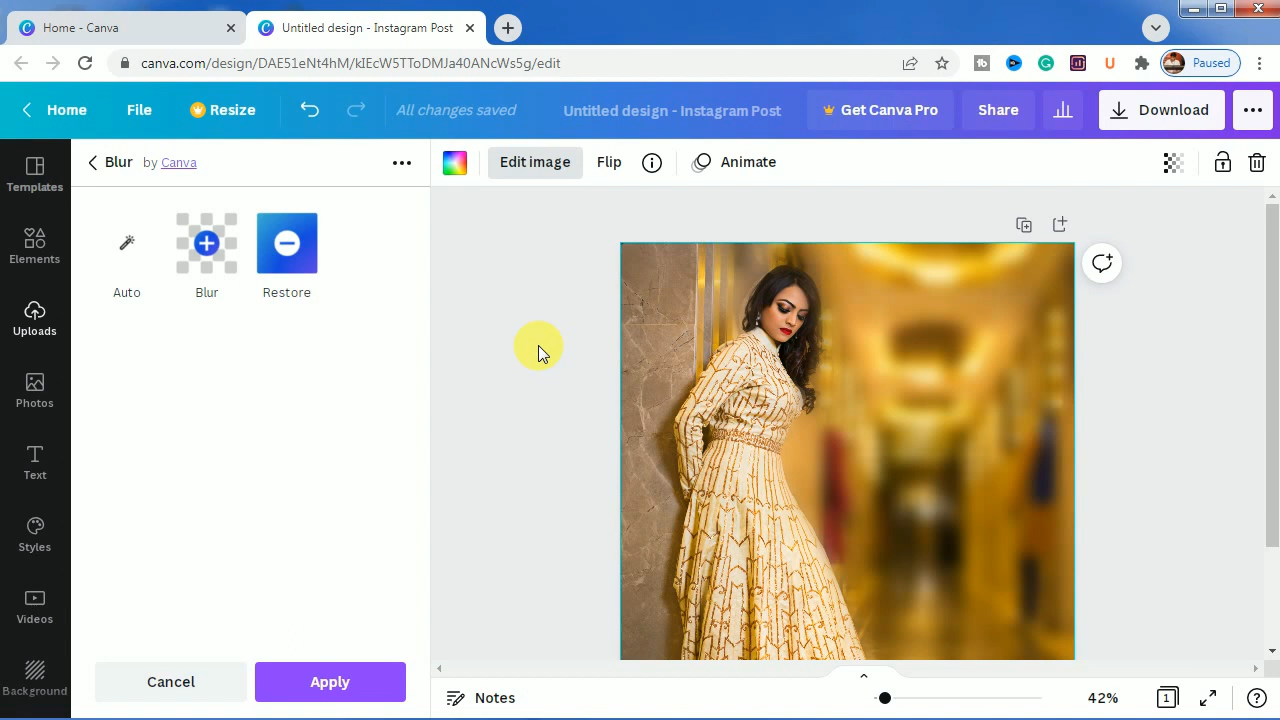 Home - Canva
Untitled design - Instagram Post
canva.com/design/DAE51eNt4hM/kIEcW5TToDMJa40ANcWs5g/edit
Paused
Home
File
Resize
All changes saved
Untitled design - Instagram Post
Get Canva Pro
Share
Download
Templates
Elements
Uploads
Photos
Text
Styles
Videos
Background
Blur by Canva
Auto
Blur
Restore
Cancel
Apply
Edit image
Flip
Animate
Notes
42%
1